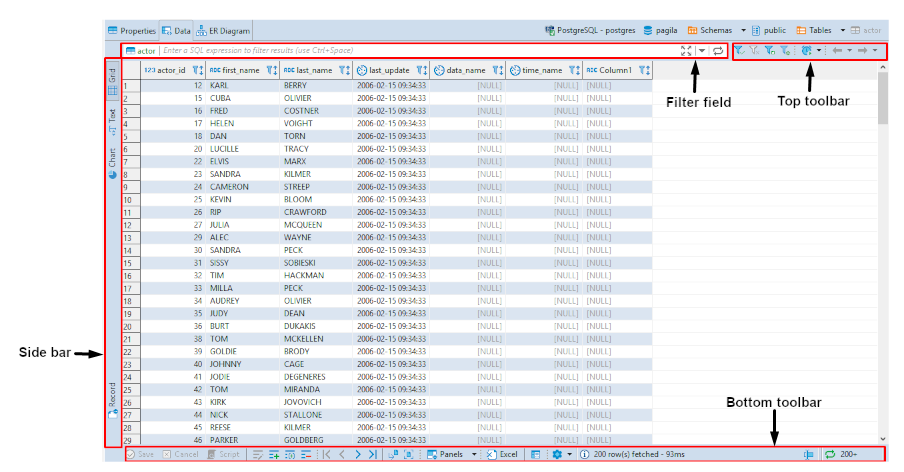 Properties Data ER Diagram PostgreSQL - postgres pagila Schemas public Tables actor
actor Enter a SQL expression to filter results (use Ctrl+Space)
Filter field
Top toolbar
Grid
Text
Chart
Record
Side bar
123 actor_id ABC first_name ABC last_name last_update data_name time_name ABC Column1
1 12 KARL BERRY 2006-02-15 09:34:33 [NULL] [NULL] [NULL]
2 15 CUBA OLIVIER 2006-02-15 09:34:33 [NULL] [NULL] [NULL]
3 16 FRED COSTNER 2006-02-15 09:34:33 [NULL] [NULL] [NULL]
4 17 HELEN VOIGHT 2006-02-15 09:34:33 [NULL] [NULL] [NULL]
5 18 DAN TORN 2006-02-15 09:34:33 [NULL] [NULL] [NULL]
6 20 LUCILLE TRACY 2006-02-15 09:34:33 [NULL] [NULL] [NULL]
7 22 ELVIS MARX 2006-02-15 09:34:33 [NULL] [NULL] [NULL]
8 23 SANDRA KILMER 2006-02-15 09:34:33 [NULL] [NULL] [NULL]
9 24 CAMERON STREEP 2006-02-15 09:34:33 [NULL] [NULL] [NULL]
10 25 KEVIN BLOOM 2006-02-15 09:34:33 [NULL] [NULL] [NULL]
11 26 RIP CRAWFORD 2006-02-15 09:34:33 [NULL] [NULL] [NULL]
12 27 JULIA MCQUEEN 2006-02-15 09:34:33 [NULL] [NULL] [NULL]
13 29 ALEC WAYNE 2006-02-15 09:34:33 [NULL] [NULL] [NULL]
14 30 SANDRA PECK 2006-02-15 09:34:33 [NULL] [NULL] [NULL]
15 31 SISSY SOBIESKI 2006-02-15 09:34:33 [NULL] [NULL] [NULL]
16 32 TIM HACKMAN 2006-02-15 09:34:33 [NULL] [NULL] [NULL]
17 33 MILLA PECK 2006-02-15 09:34:33 [NULL] [NULL] [NULL]
18 34 AUDREY OLIVIER 2006-02-15 09:34:33 [NULL] [NULL] [NULL]
19 35 JUDY DEAN 2006-02-15 09:34:33 [NULL] [NULL] [NULL]
20 36 BURT DUKAKIS 2006-02-15 09:34:33 [NULL] [NULL] [NULL]
21 38 TOM MCKELLEN 2006-02-15 09:34:33 [NULL] [NULL] [NULL]
22 39 GOLDIE BRODY 2006-02-15 09:34:33 [NULL] [NULL] [NULL]
23 40 JOHNNY CAGE 2006-02-15 09:34:33 [NULL] [NULL] [NULL]
24 41 JODIE DEGENERES 2006-02-15 09:34:33 [NULL] [NULL] [NULL]
25 42 TOM MIRANDA 2006-02-15 09:34:33 [NULL] [NULL] [NULL]
26 43 KIRK JOVOVICH 2006-02-15 09:34:33 [NULL] [NULL] [NULL]
27 44 NICK STALLONE 2006-02-15 09:34:33 [NULL] [NULL] [NULL]
28 45 REESE KILMER 2006-02-15 09:34:33 [NULL] [NULL] [NULL]
29 46 PARKER GOLDBERG 2006-02-15 09:34:33 [NULL] [NULL] [NULL]
Bottom toolbar
Save Cancel Script Panels Excel 200 row(s) fetched - 93ms 200+